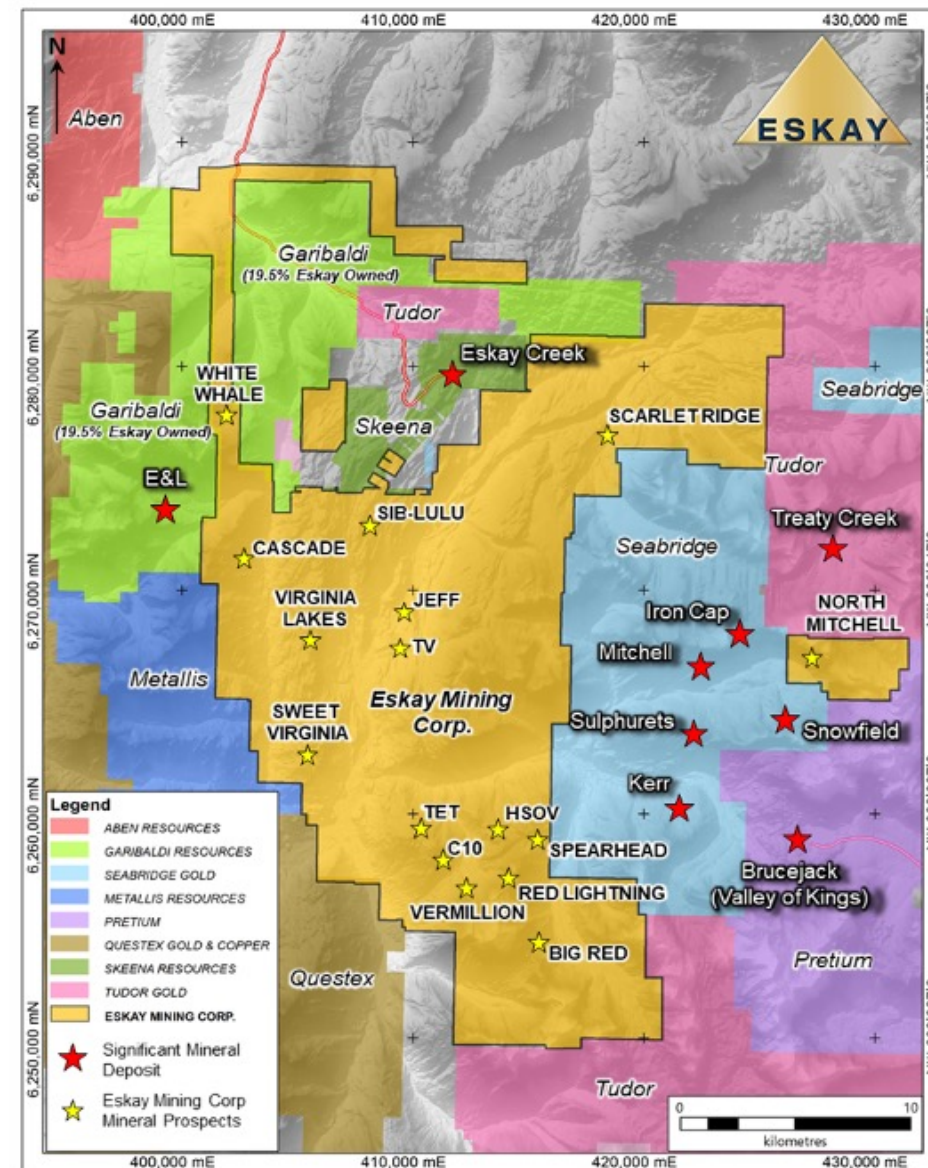 400,000 mE
410,000 mE
420,000 mE
430,000 mE
N
ESKAY
Aben
6,290,000 mN
Garibaldi
(19.5% Eskay Owned)
Tudor
Eskay Creek
6,280,000 mN
WHITE
WHALE
Seabridge
Garibaldi
(19.5% Eskay Owned)
Skeena
SCARLET RIDGE
Tudor
E&L
SIB-LULU
Treaty Creek
CASCADE
Seabridge
6,270,000 mN
VIRGINIA
LAKES
JEFF
Iron Cap
NORTH
MITCHELL
TV
Mitchell
Metallis
Eskay Mining
Corp.
SWEET
VIRGINIA
Sulphurets
Snowfield
Kerr
6,260,000 mN
TET
HSOV
C10
SPEARHEAD
Brucejack
(Valley of Kings)
RED LIGHTNING
VERMILLION
BIG RED
Pretium
Questex
6,250,000 mN
Tudor
Legend
ABEN RESOURCES
GARIBALDI RESOURCES
SEABRIDGE GOLD
METALLIS RESOURCES
PRETIUM
QUESTEX GOLD & COPPER
SKEENA RESOURCES
TUDOR GOLD
ESKAY MINING CORP.
Significant Mineral
Deposit
Eskay Mining Corp
Mineral Prospects
0
10
kilometres
400,000 mE
410,000 mE
420,000 mE
430,000 mE